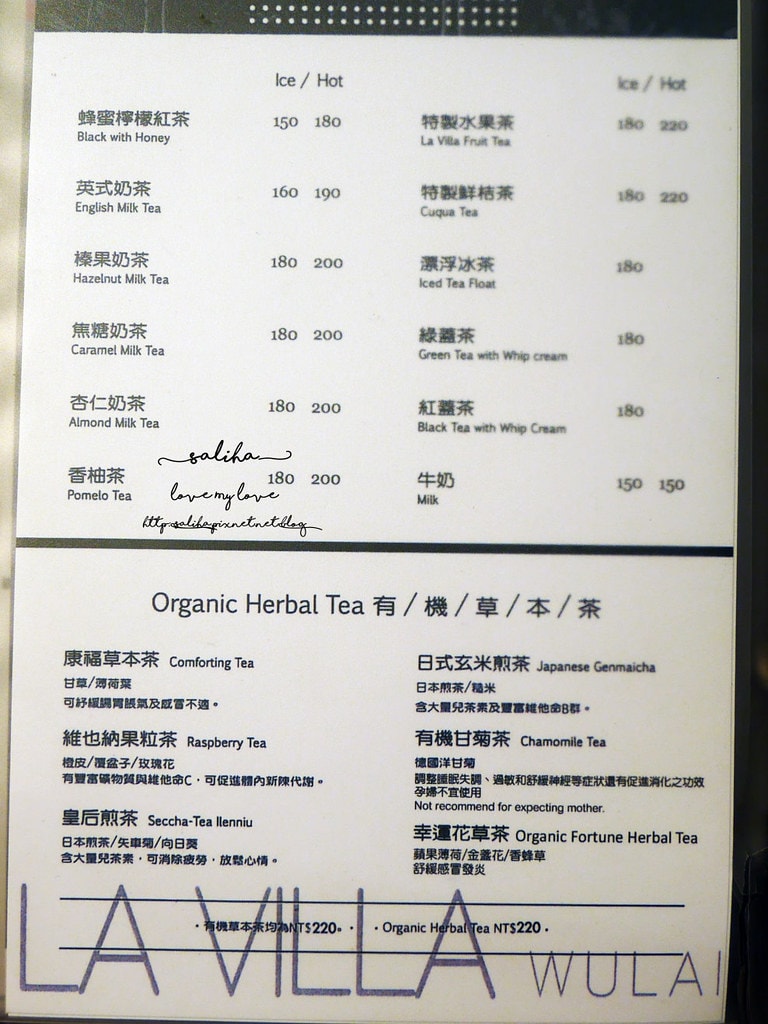 Ice / Hot
蜂蜜檸檬紅茶 150 180
Black with Honey
英式奶茶 160 190
English Milk Tea
榛果奶茶 180 200
Hazelnut Milk Tea
焦糖奶茶 180 200
Caramel Milk Tea
杏仁奶茶 180 200
Almond Milk Tea
香柚茶 180 200
Pomelo Tea
saliha
love my love
http:saliha.pixnet.net.blog
Ice / Hot
特製水果茶 180 220
La Villa Fruit Tea
特製鮮桔茶 180 220
Cuqua Tea
漂浮冰茶 180
Iced Tea Float
綠蓋茶 180
Green Tea with Whip cream
紅蓋茶 180
Black Tea with Whip Cream
牛奶 150 150
Milk
Organic Herbal Tea 有/機/草/本/茶
康福草本茶 Comforting Tea
甘草/薄荷葉
可紓緩腸胃脹氣及感冒不適。
維也納果粒茶 Raspberry Tea
橙皮/覆盆子/玫瑰花
有豐富礦物質與維他命C，可促進體內新陳代謝。
皇后煎茶 Seccha-Tea Ilenniu
日本煎茶/矢車菊/向日葵
含大量兒茶素，可消除疲勞，放鬆心情。
日式玄米煎茶 Japanese Genmaicha
日本煎茶/糙米
含大量兒茶素及豐富維他命B群。
有機甘菊茶 Chamomile Tea
德國洋甘菊
調整睡眠失調、過敏和舒緩神經等症狀還有促進消化之功效
孕婦不宜使用
Not recommend for expecting mother.
幸運花草茶 Organic Fortune Herbal Tea
蘋果薄荷/金盞花/香蜂草
舒緩感冒發炎
・有機草本茶均為NT$220。・ ・Organic Herbal Tea NT$220・
LA VILLA WULAI